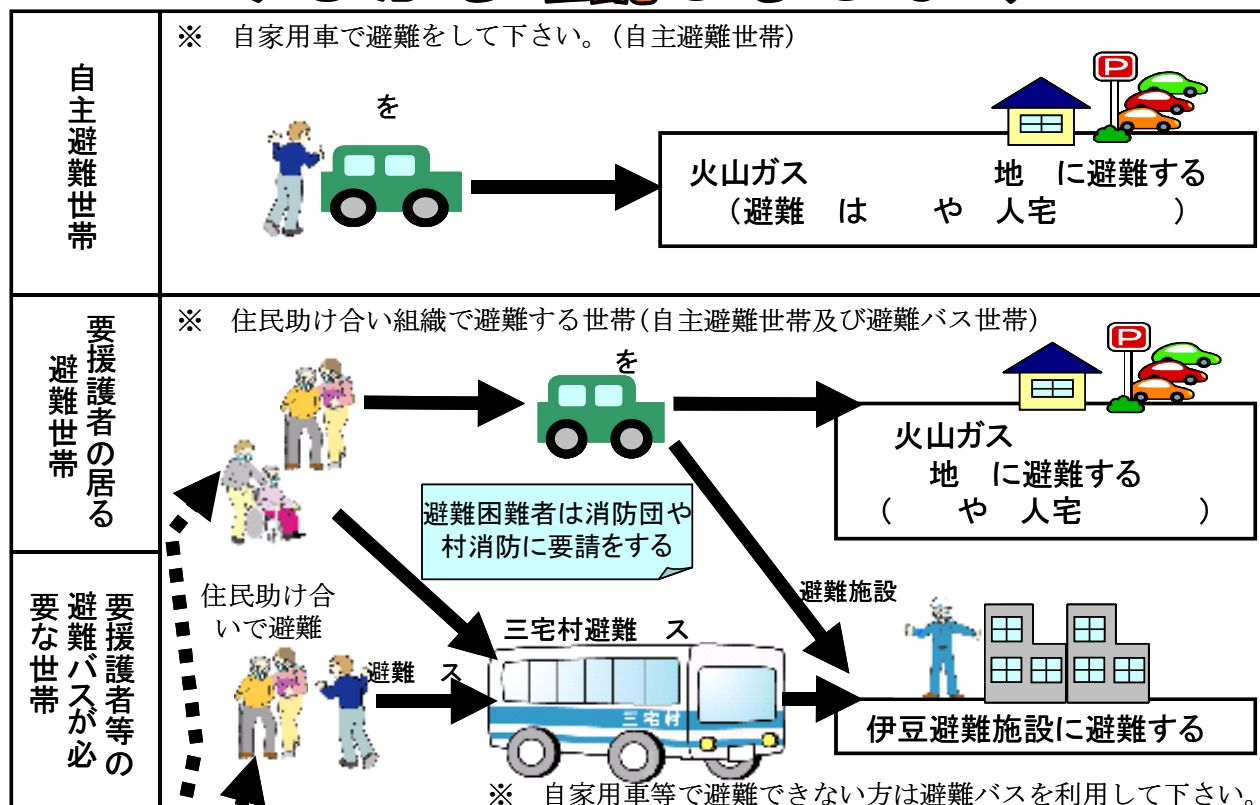 自主避難世帯
※ 自家用車で避難をして下さい。(自主避難世帯)
を
P
火山ガス 地 に避難する
(避難 は や 人宅 )
要援護者の居る
避難世帯
※ 住民助け合い組織で避難する世帯(自主避難世帯及び避難バス世帯)
を
P
火山ガス
地 に避難する
( や 人宅 )
避難困難者は消防団や
村消防に要請をする
要援護者等の
避難バスが必
要な世帯
住民助け合
いで避難
避難 ス
三宅村避難 ス
三宅村
避難施設
伊豆避難施設に避難する
※ 自家用車等で避難できない方は避難バスを利用して下さい。